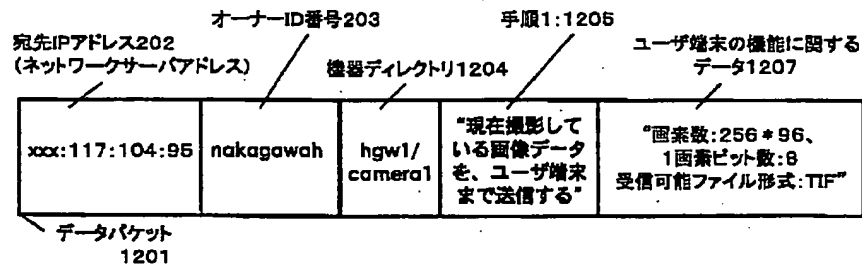 オーナーID番号203
手順1:1205
宛先IPアドレス202
(ネットワークサーバアドレス)
機器ディレクトリ1204
ユーザ端末の機能に関する
データ1207
xxx:117:104:95
nakagawah
hgw1/
camera1
“現在撮影して
いる画像データ
を、ユーザ端末
まで送信する”
“画素数:256*96、
1画素ビット数:8
受信可能ファイル形式:TIF”
データパケット
1201